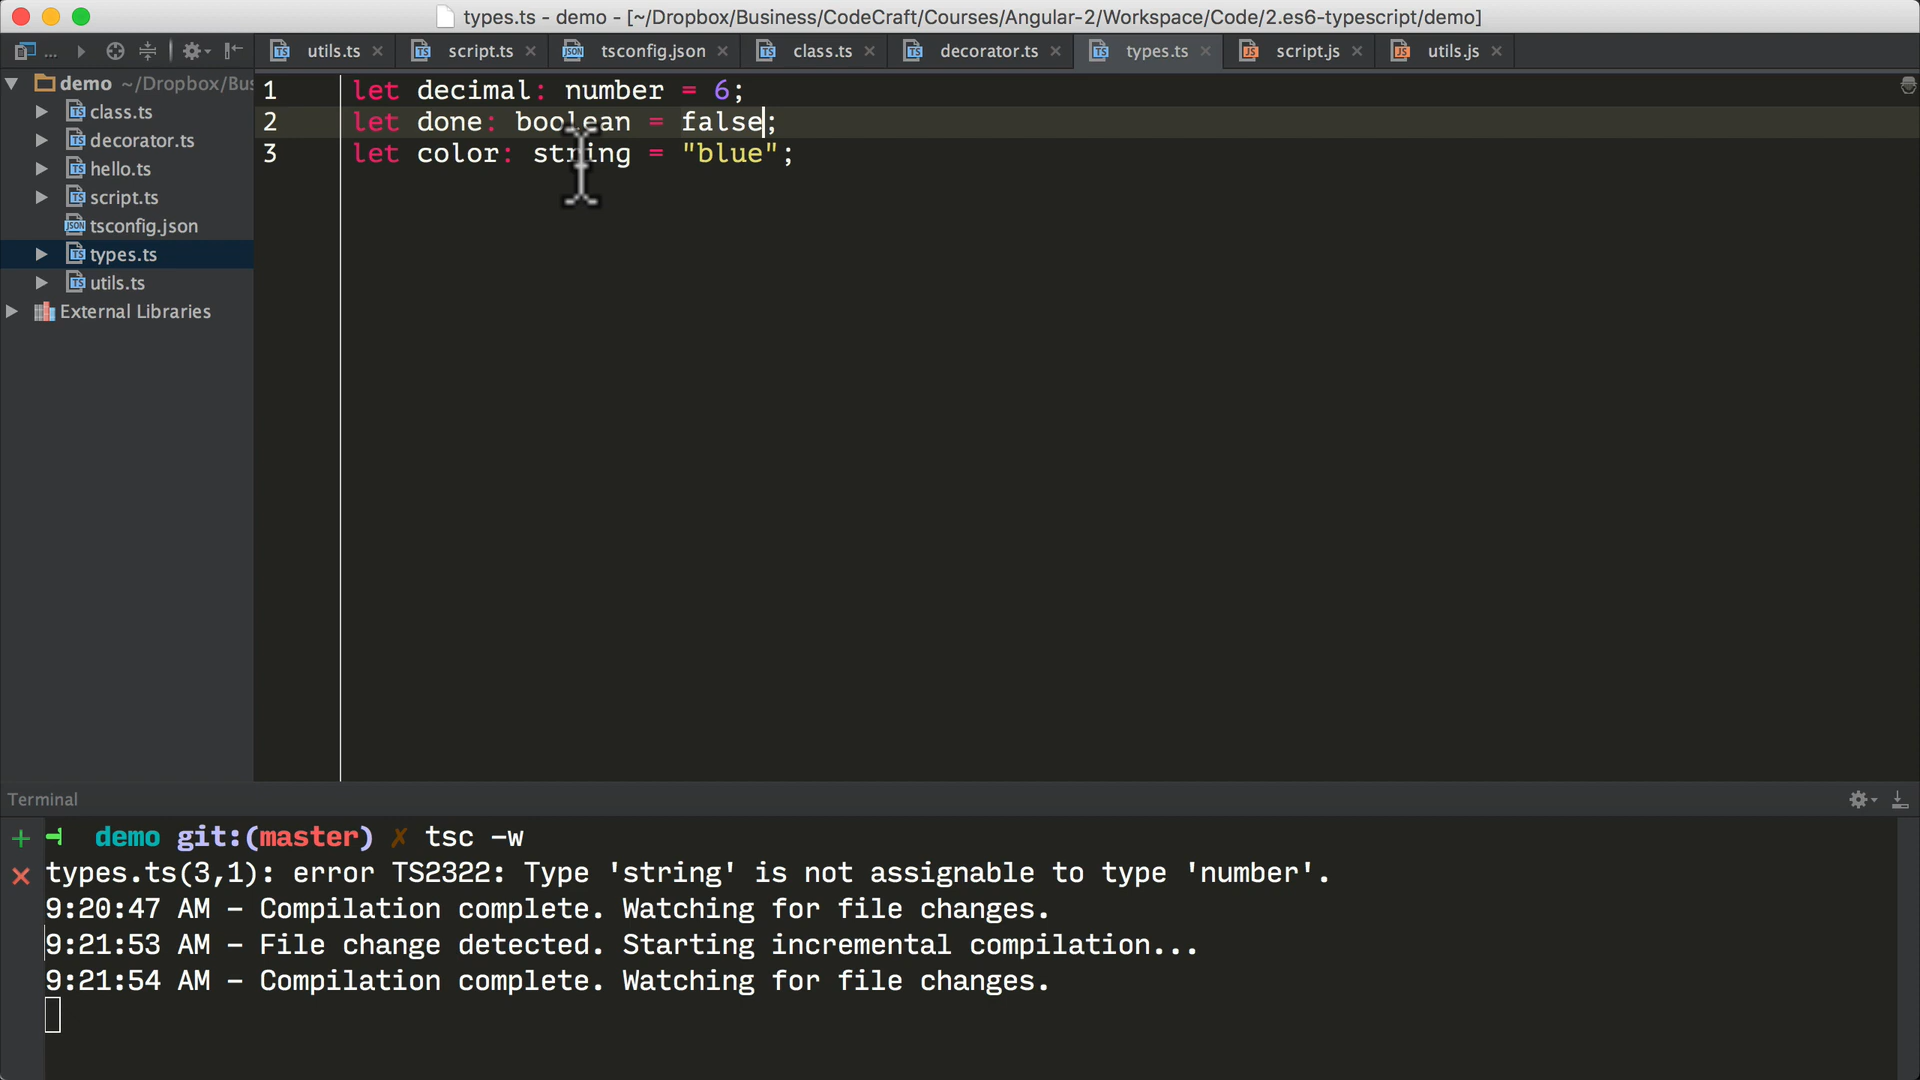 types.ts - demo - [~/Dropbox/Business/CodeCraft/Courses/Angular-2/Workspace/Code/2.es6-typescript/demo]
... utils.ts script.ts tsconfig.json class.ts decorator.ts types.ts script.js utils.js
demo ~/Dropbox/Bus
class.ts
decorator.ts
hello.ts
script.ts
tsconfig.json
types.ts
utils.ts
External Libraries
1 let decimal: number = 6;
2 let done: boolean = false;
3 let color: string = "blue";
Terminal
demo git:(master) ✗ tsc -w
types.ts(3,1): error TS2322: Type 'string' is not assignable to type 'number'.
9:20:47 AM - Compilation complete. Watching for file changes.
9:21:53 AM - File change detected. Starting incremental compilation...
9:21:54 AM - Compilation complete. Watching for file changes.